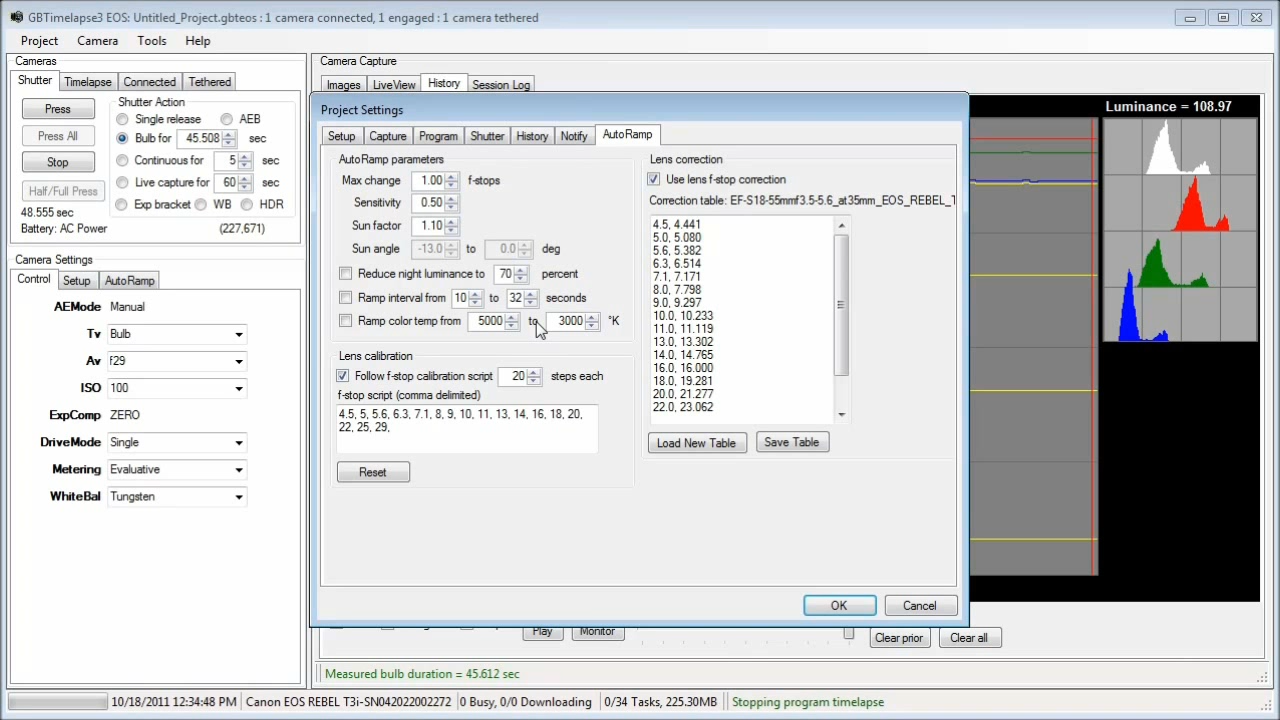 GBTimelapse3 EOS: Untitled_Project.gbteos : 1 camera connected, 1 engaged : 1 camera tethered
Project Camera Tools Help
Cameras
Shutter Timelapse Connected Tethered
Press
Press All
Stop
Half/Full Press
Shutter Action
Single release AEB
Bulb for 45.508 sec
Continuous for 5 sec
Live capture for 60 sec
Exp bracket WB HDR
48.555 sec
Battery: AC Power (227,671)
Camera Settings
Control Setup AutoRamp
AEMode Manual
Tv Bulb
Av f29
ISO 100
ExpComp ZERO
DriveMode Single
Metering Evaluative
WhiteBal Tungsten
Camera Capture
Images LiveView History Session Log
Luminance = 108.97
Project Settings
Setup Capture Program Shutter History Notify AutoRamp
AutoRamp parameters
Max change 1.00 f-stops
Sensitivity 0.50
Sun factor 1.10
Sun angle -13.0 to 0.0 deg
Reduce night luminance to 70 percent
Ramp interval from 10 to 32 seconds
Ramp color temp from 5000 to 3000 °K
Lens calibration
Follow f-stop calibration script 20 steps each
f-stop script (comma delimited)
4.5, 5, 5.6, 6.3, 7.1, 8, 9, 10, 11, 13, 14, 16, 18, 20,
22, 25, 29,
Reset
Lens correction
Use lens f-stop correction
Correction table: EF-S18-55mmf3.5-5.6_at35mm_EOS_REBEL_T
4.5, 4.441
5.0, 5.080
5.6, 5.382
6.3, 6.514
7.1, 7.171
8.0, 7.798
9.0, 9.297
10.0, 10.233
11.0, 11.119
13.0, 13.302
14.0, 14.765
16.0, 16.000
18.0, 19.281
20.0, 21.277
22.0, 23.062
Load New Table Save Table
OK Cancel
Play Monitor Clear prior Clear all
Measured bulb duration = 45.612 sec
10/18/2011 12:34:48 PM Canon EOS REBEL T3i-SN042022002272 0 Busy, 0/0 Downloading 0/34 Tasks, 225.30MB Stopping program timelapse